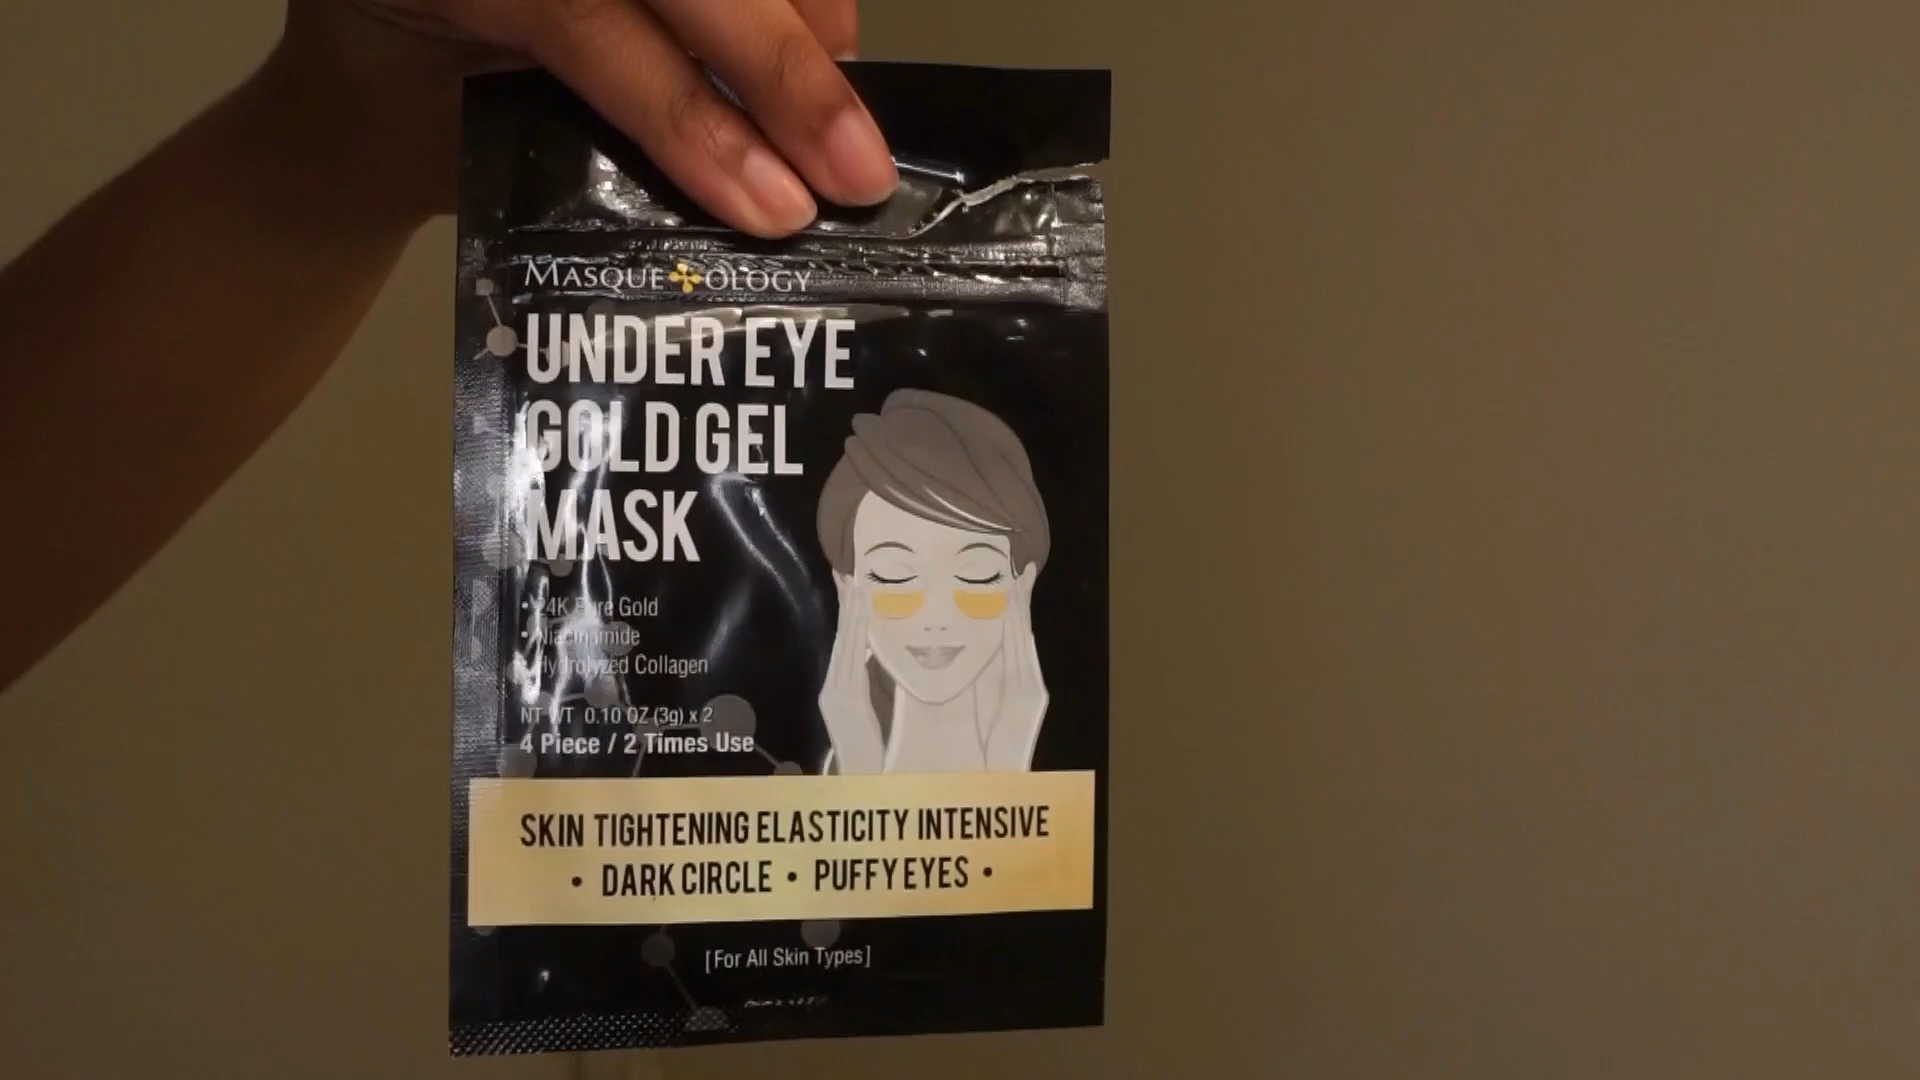 MASQUE OLOGY
UNDER EYE
GOLD GEL
MASK
• 24K Pure Gold
• Niacinamide
• Hydrolyzed Collagen
NT WT 0.10 OZ (3g) x 2
4 Piece / 2 Times Use
SKIN TIGHTENING ELASTICITY INTENSIVE
• DARK CIRCLE • PUFFY EYES •
[For All Skin Types]